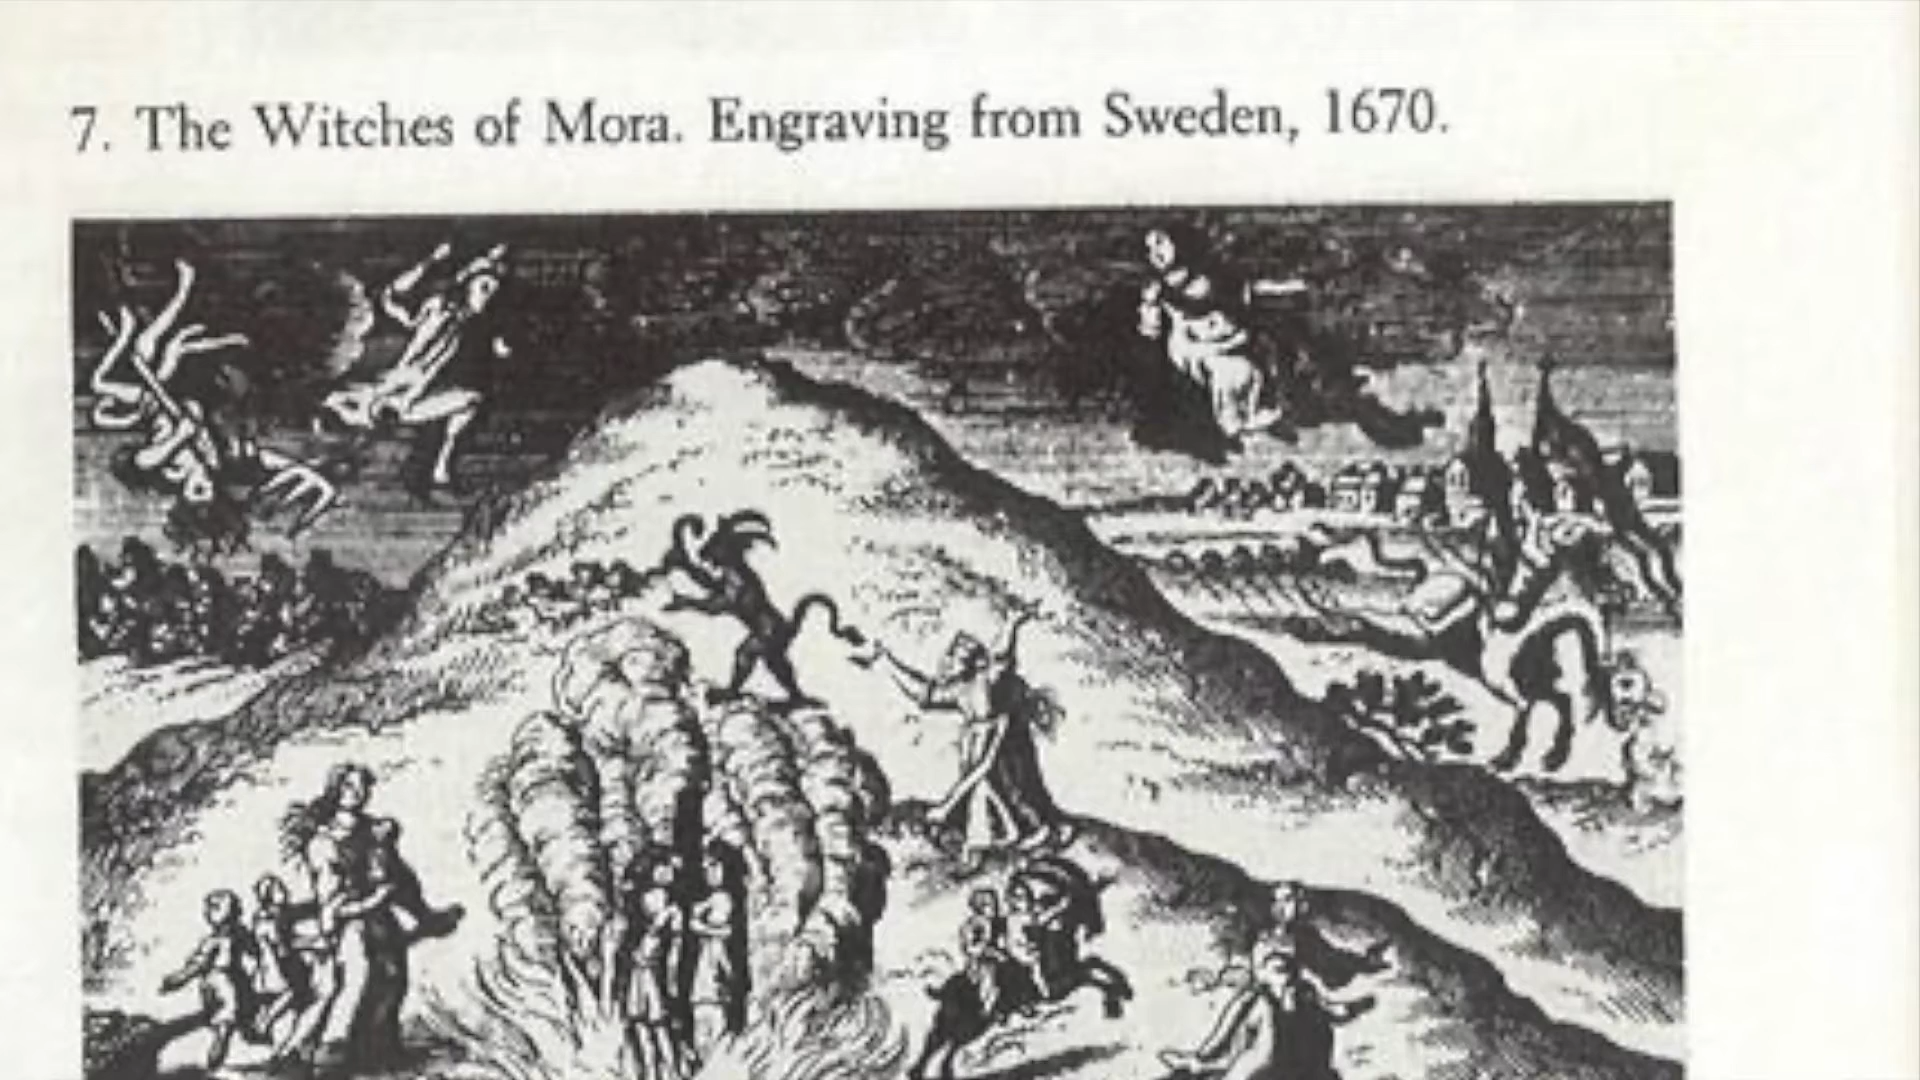 7. The Witches of Mora. Engraving from Sweden, 1670.